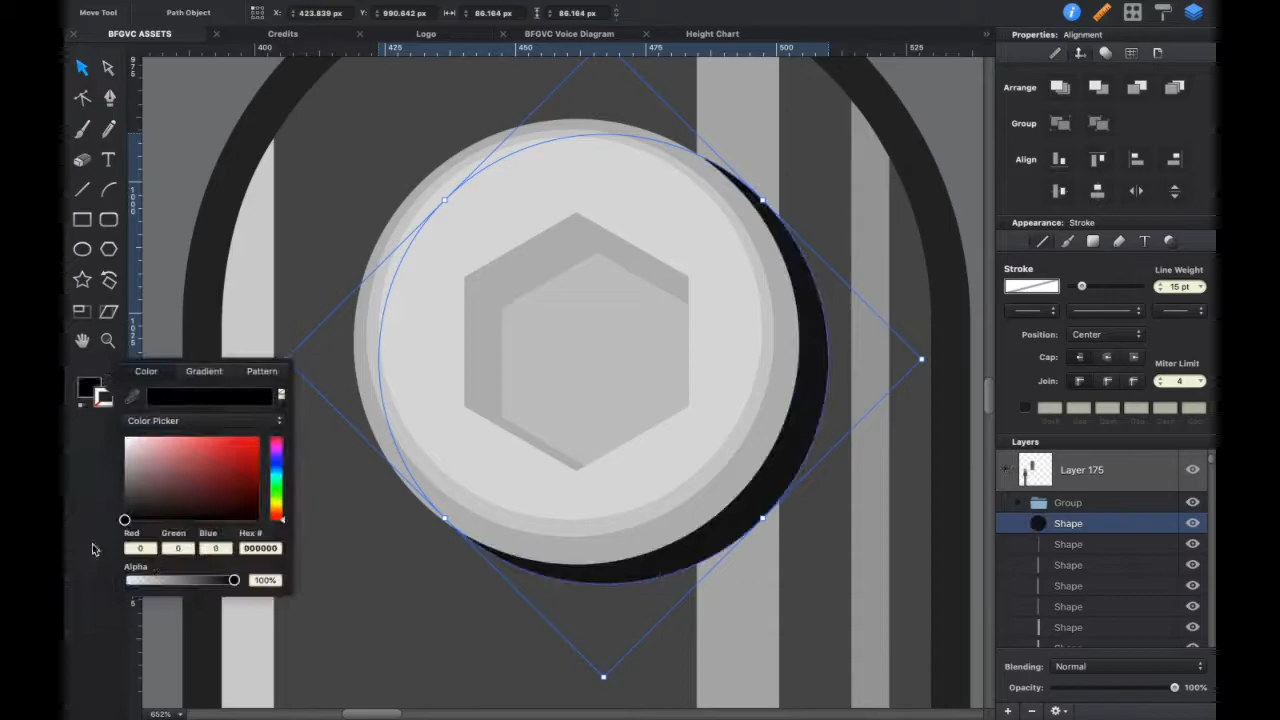 Move Tool Path Object X: 423.839 px Y: 990.642 px 86.164 px 86.164 px
BFGVC ASSETS Credits Logo BFGVC Voice Diagram Height Chart
400 425 450 475 500 525
Properties: Alignment
Arrange
Group
Align
Appearance: Stroke
Stroke Line Weight
15 pt
Position: Center
Cap: Miter Limit
Join: 4
Layers
Layer 175
Group
Shape
Shape
Shape
Shape
Shape
Shape
Blending: Normal
Opacity: 100%
Color Gradient Pattern
Color Picker
Red Green Blue Hex #
0 0 0 000000
Alpha
100%
652%